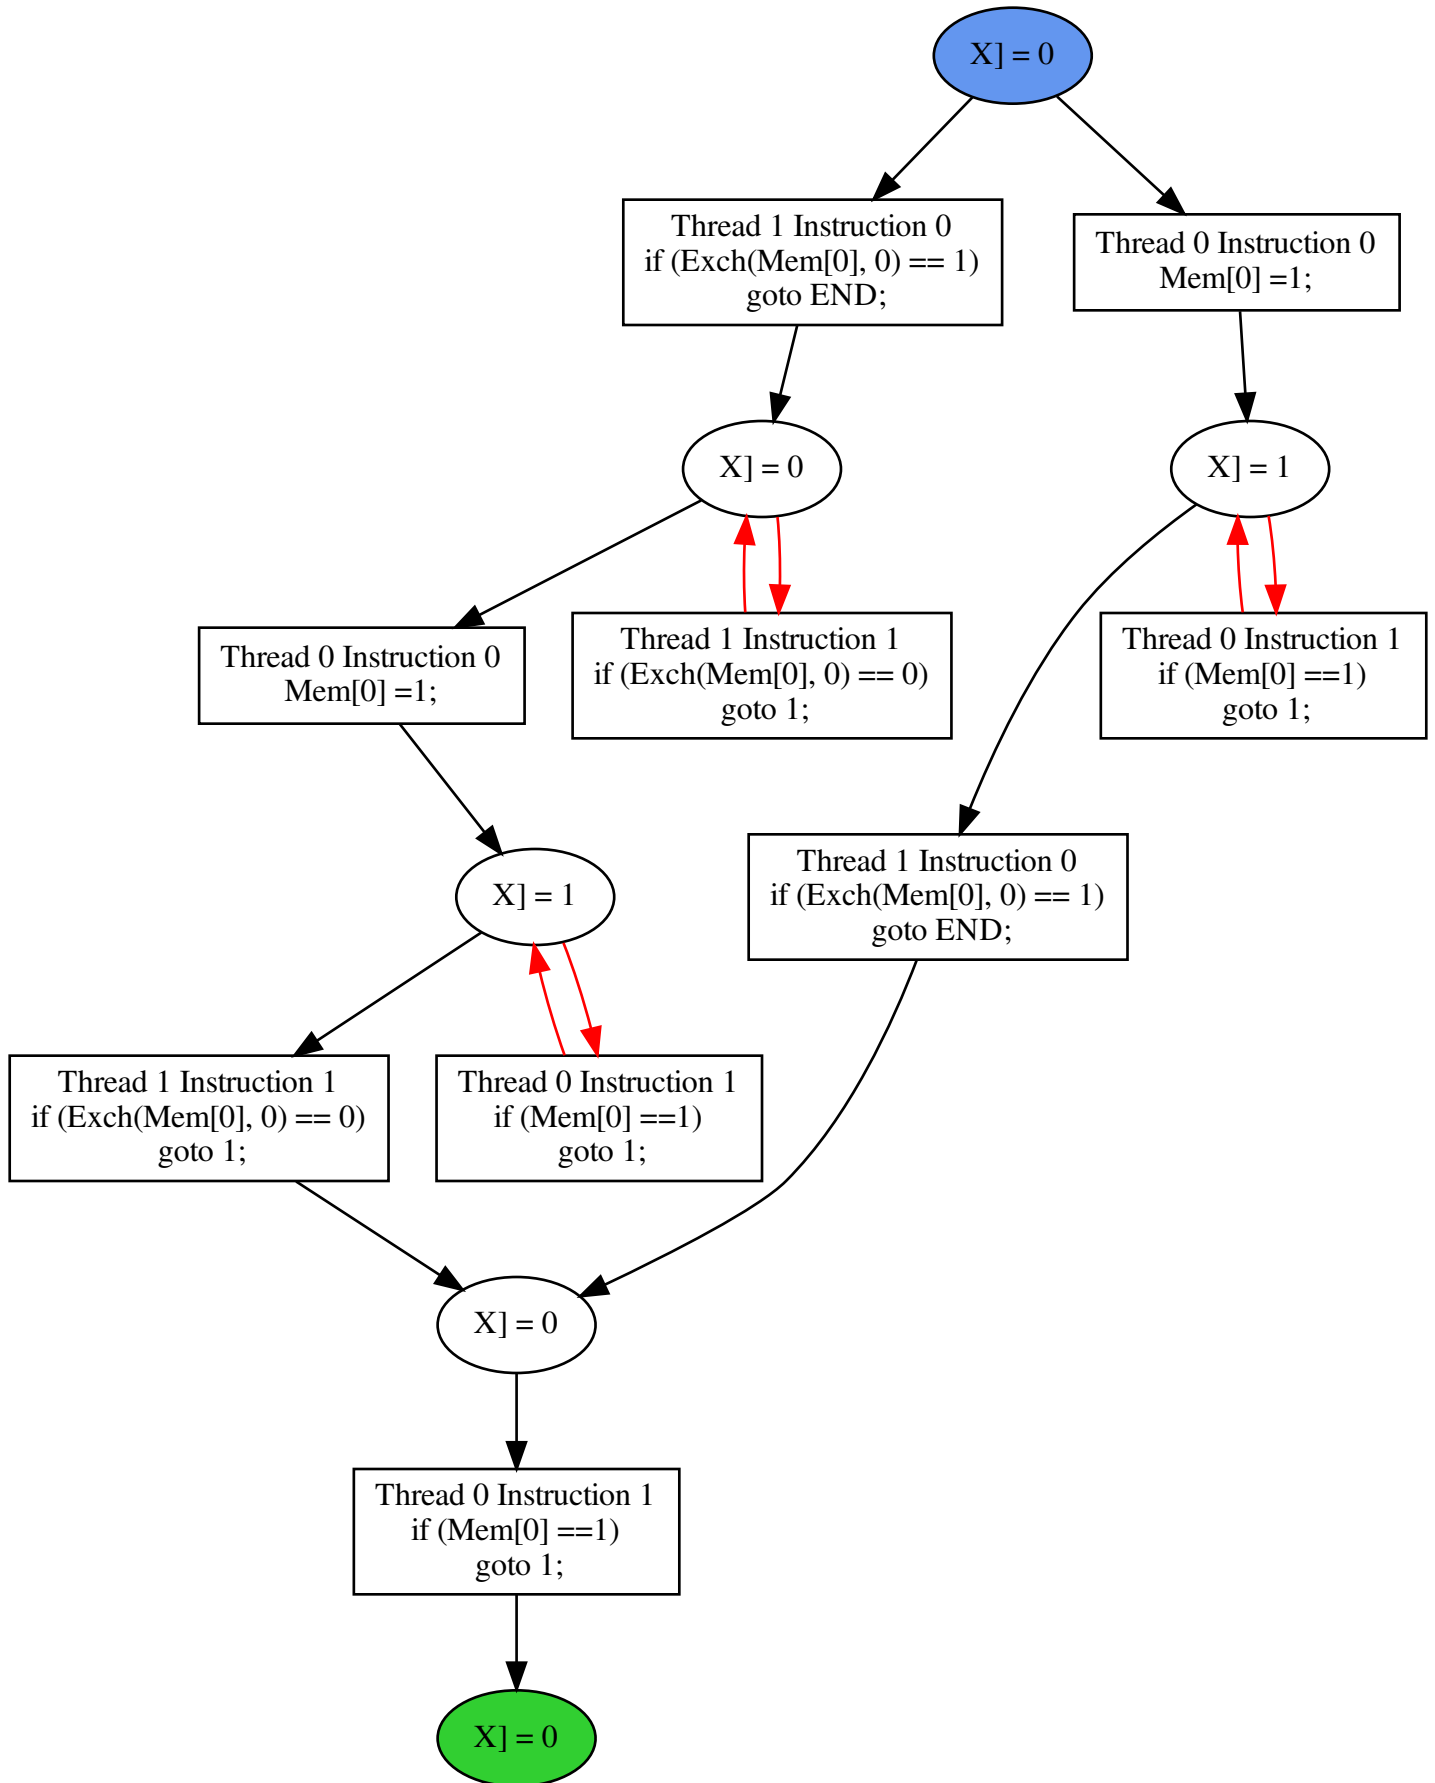 X] = 0
Thread 1 Instruction 0
if (Exch(Mem[0], 0) == 1)
goto END;
Thread 0 Instruction 0
Mem[0] =1;
X] = 0
X] = 1
Thread 0 Instruction 0
Mem[0] =1;
Thread 1 Instruction 1
if (Exch(Mem[0], 0) == 0)
goto 1;
Thread 0 Instruction 1
if (Mem[0] ==1)
goto 1;
X] = 1
Thread 1 Instruction 0
if (Exch(Mem[0], 0) == 1)
goto END;
Thread 1 Instruction 1
if (Exch(Mem[0], 0) == 0)
goto 1;
Thread 0 Instruction 1
if (Mem[0] ==1)
goto 1;
X] = 0
Thread 0 Instruction 1
if (Mem[0] ==1)
goto 1;
X] = 0